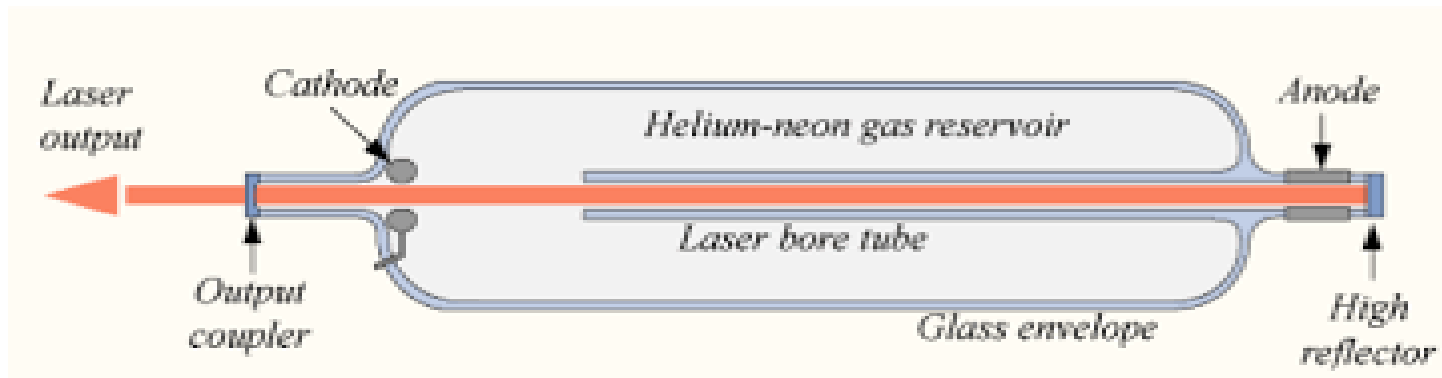 Laser
output
Cathode
Helium-neon gas reservoir
Anode
Laser bore tube
Output
coupler
Glass envelope
High
reflector